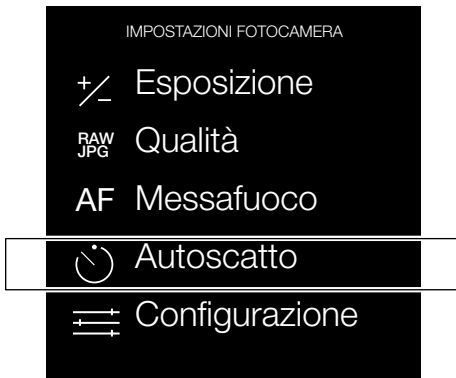 IMPOSTAZIONI FOTOCAMERA
+/- Esposizione
RAW JPG Qualità
AF Messafuoco
Autoscatto
Configurazione